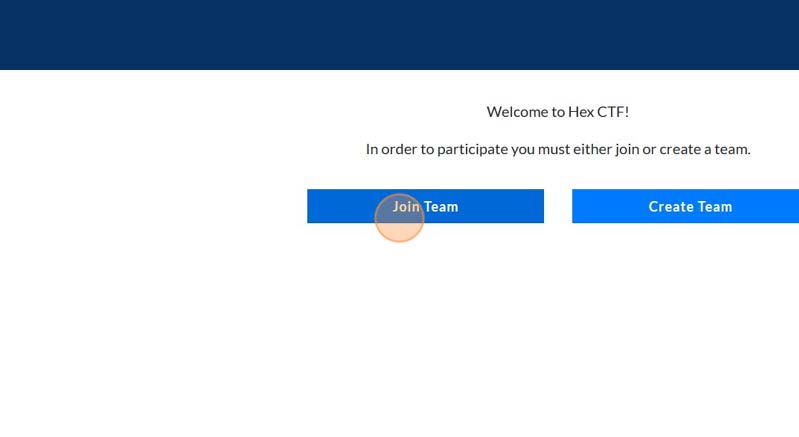 Welcome to Hex CTF!
In order to participate you must either join or create a team.
Join Team
Create Team